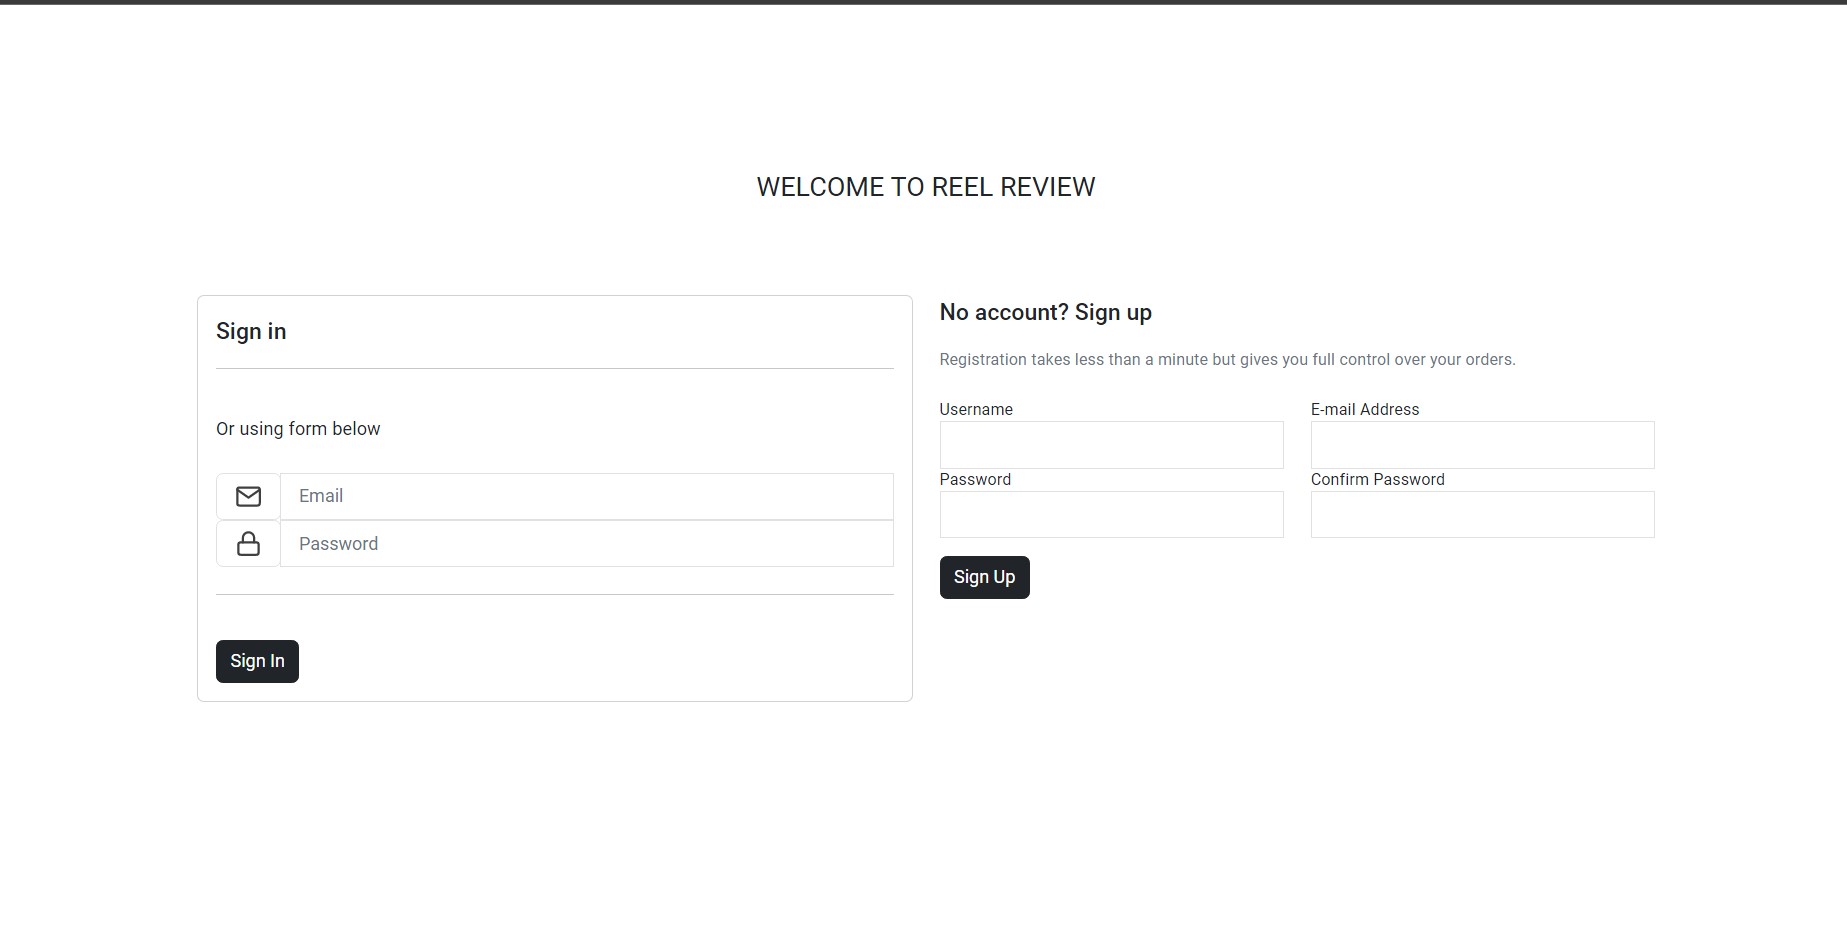 WELCOME TO REEL REVIEW
Sign in
Or using form below
Email
Password
Sign In
No account? Sign up
Registration takes less than a minute but gives you full control over your orders.
Username
E-mail Address
Password
Confirm Password
Sign Up